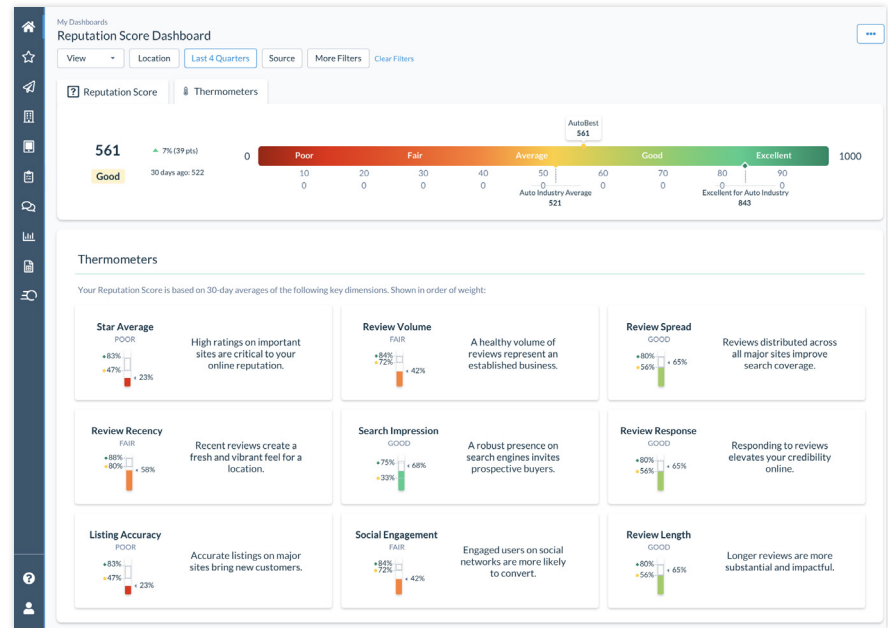 My Dashboards
Reputation Score Dashboard
View
Location
Last 4 Quarters
Source
More Filters
Clear Filters
? Reputation Score
Thermometers
AutoBest
561
561
7% (39 pts)
Good
30 days ago: 522
0
Poor
Fair
Average
Good
Excellent
1000
10
20
30
40
50
60
70
80
90
0
0
0
0
0
0
0
0
0
Auto Industry Average
521
Excellent for Auto Industry
843
Thermometers
Your Reputation Score is based on 30-day averages of the following key dimensions. Shown in order of weight:
Star Average
POOR
83%
47%
23%
High ratings on important
sites are critical to your
online reputation.
Review Volume
FAIR
84%
72%
42%
A healthy volume of
reviews represent an
established business.
Review Spread
GOOD
80%
56%
65%
Reviews distributed across
all major sites improve
search coverage.
Review Recency
FAIR
88%
80%
58%
Recent reviews create a
fresh and vibrant feel for a
location.
Search Impression
GOOD
75%
68%
33%
A robust presence on
search engines invites
prospective buyers.
Review Response
GOOD
80%
56%
65%
Responding to reviews
elevates your credibility
online.
Listing Accuracy
POOR
83%
47%
23%
Accurate listings on major
sites bring new customers.
Social Engagement
FAIR
84%
72%
42%
Engaged users on social
networks are more likely
to convert.
Review Length
GOOD
80%
56%
65%
Longer reviews are more
substantial and impactful.